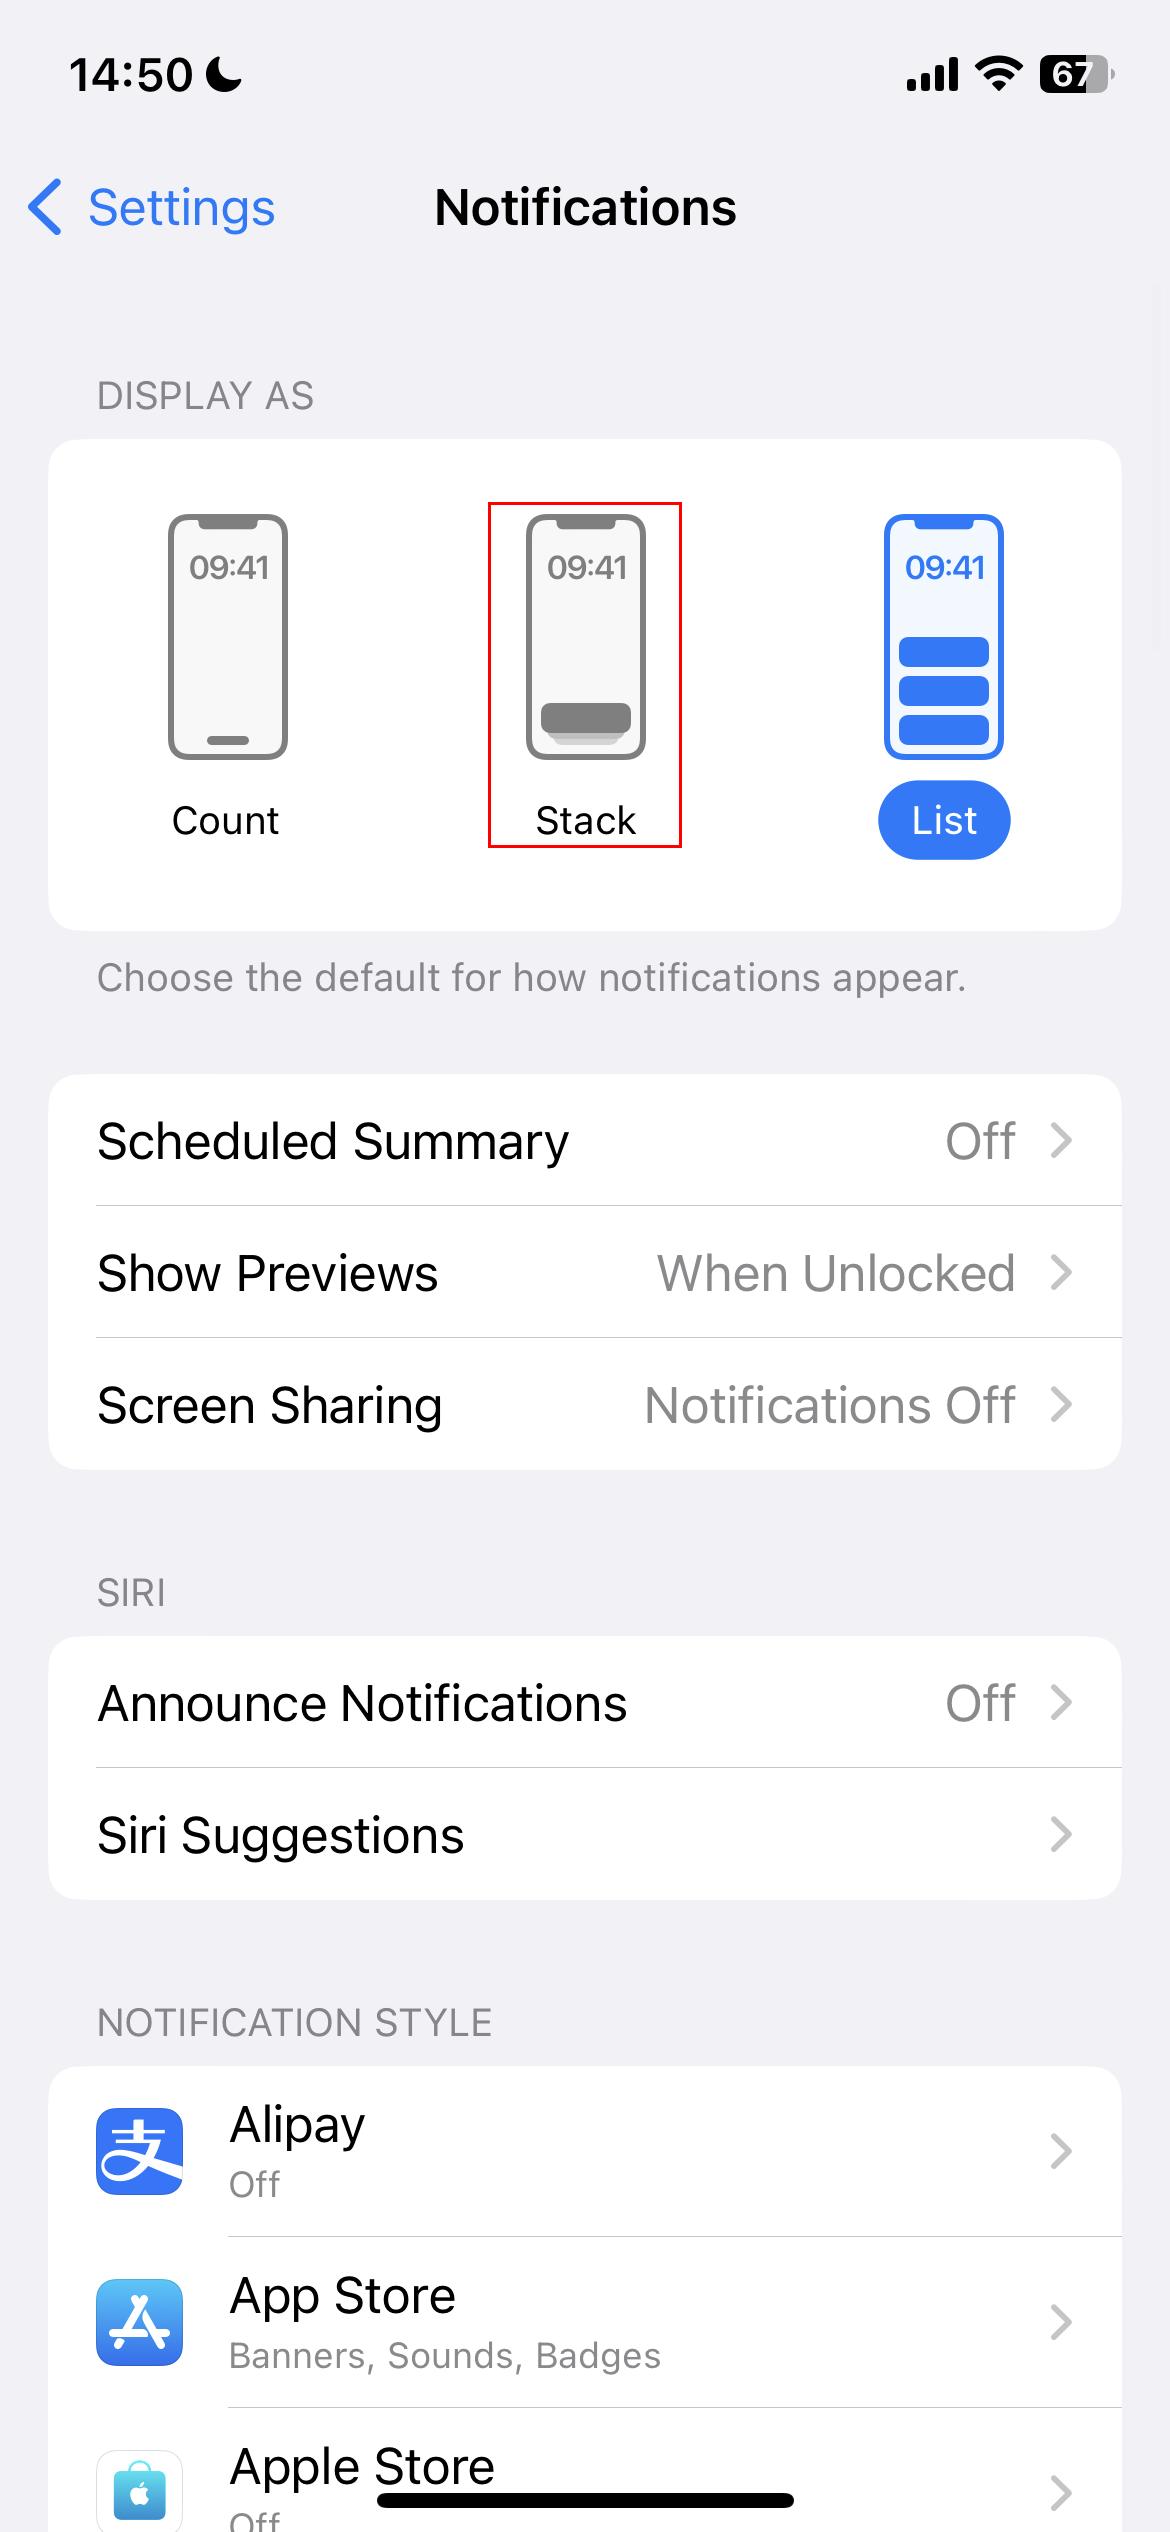 14:50
67
Settings
Notifications
DISPLAY AS
09:41
09:41
09:41
Count
Stack
List
Choose the default for how notifications appear.
Scheduled Summary Off
Show Previews When Unlocked
Screen Sharing Notifications Off
SIRI
Announce Notifications Off
Siri Suggestions
NOTIFICATION STYLE
支
Alipay
Off
App Store
Banners, Sounds, Badges
Apple Store
Off